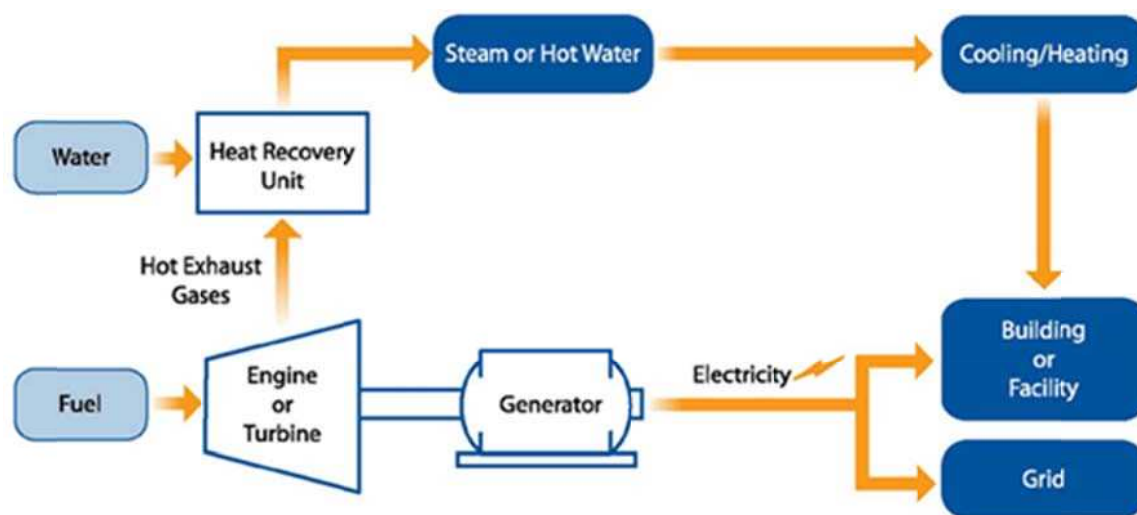 Steam or Hot Water
Cooling/Heating
Water
Heat Recovery
Unit
Hot Exhaust
Gases
Building
or
Facility
Fuel
Engine
or
Turbine
Generator
Electricity
Grid